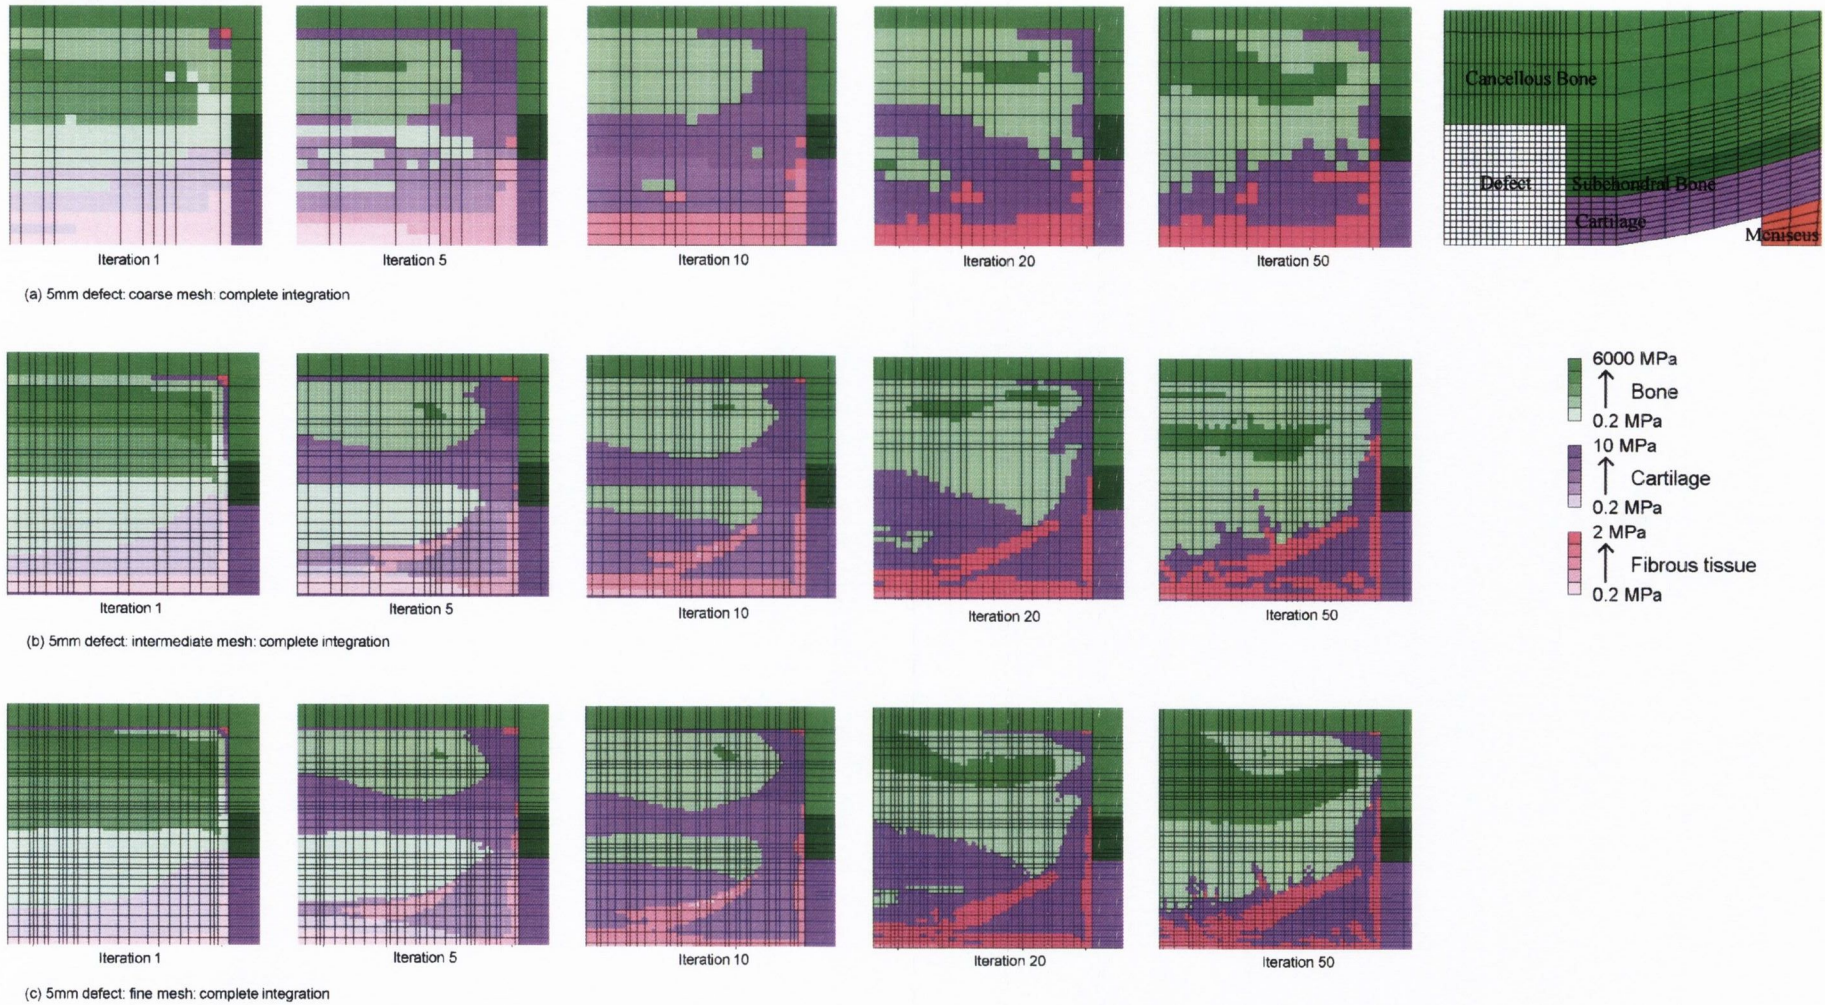 Cancellous Bone
Defect
Subchondral Bone
Cartilage
Meniscus
Iteration 1
Iteration 5
Iteration 10
Iteration 20
Iteration 50
(a) 5mm defect: coarse mesh: complete integration
6000 MPa
Bone
0.2 MPa
10 MPa
Cartilage
0.2 MPa
2 MPa
Fibrous tissue
0.2 MPa
Iteration 1
Iteration 5
Iteration 10
Iteration 20
Iteration 50
(b) 5mm defect: intermediate mesh: complete integration
Iteration 1
Iteration 5
Iteration 10
Iteration 20
Iteration 50
(c) 5mm defect: fine mesh: complete integration